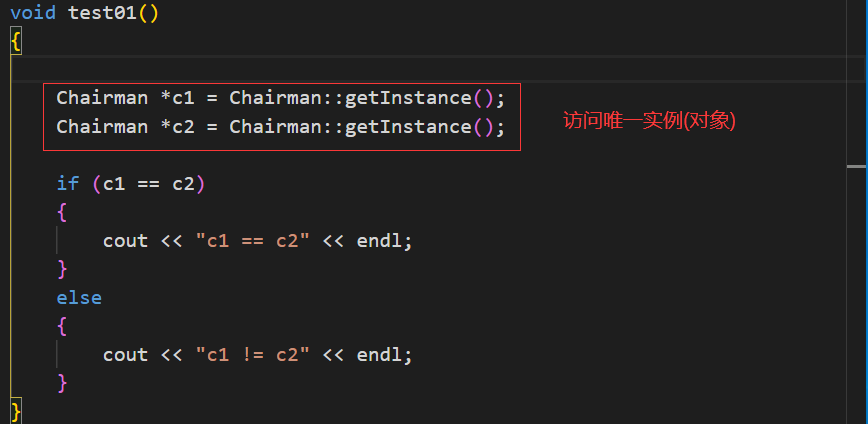 void test01()
{
Chairman *c1 = Chairman::getInstance();
Chairman *c2 = Chairman::getInstance();
访问唯一实例(对象)
if (c1 == c2)
{
cout << "c1 == c2" << endl;
}
else
{
cout << "c1 != c2" << endl;
}
}